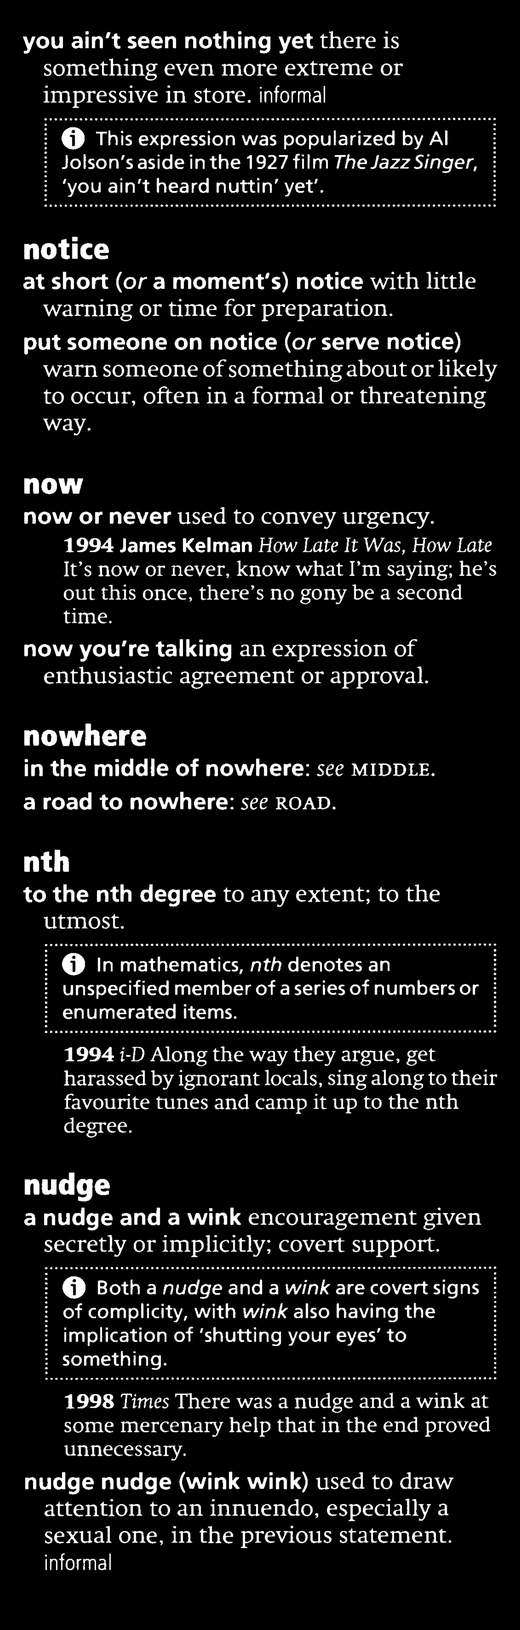 you ain't seen nothing yet there is
something even more extreme or
impressive in store. informal
i This expression was popularized by Al
Jolson's aside in the 1927 film The Jazz Singer,
'you ain't heard nuttin' yet'.
notice
at short (or a moment's) notice with little
warning or time for preparation.
put someone on notice (or serve notice)
warn someone of something about or likely
to occur, often in a formal or threatening
way.
now
now or never used to convey urgency.
1994 James Kelman How Late It Was, How Late
It's now or never, know what I'm saying; he's
out this once, there's no gony be a second
time.
now you're talking an expression of
enthusiastic agreement or approval.
nowhere
in the middle of nowhere: see MIDDLE.
a road to nowhere: see ROAD.
nth
to the nth degree to any extent; to the
utmost.
i In mathematics, nth denotes an
unspecified member of a series of numbers or
enumerated items.
1994 i-D Along the way they argue, get
harassed by ignorant locals, sing along to their
favourite tunes and camp it up to the nth
degree.
nudge
a nudge and a wink encouragement given
secretly or implicitly; covert support.
i Both a nudge and a wink are covert signs
of complicity, with wink also having the
implication of 'shutting your eyes' to
something.
1998 Times There was a nudge and a wink at
some mercenary help that in the end proved
unnecessary.
nudge nudge (wink wink) used to draw
attention to an innuendo, especially a
sexual one, in the previous statement.
informal